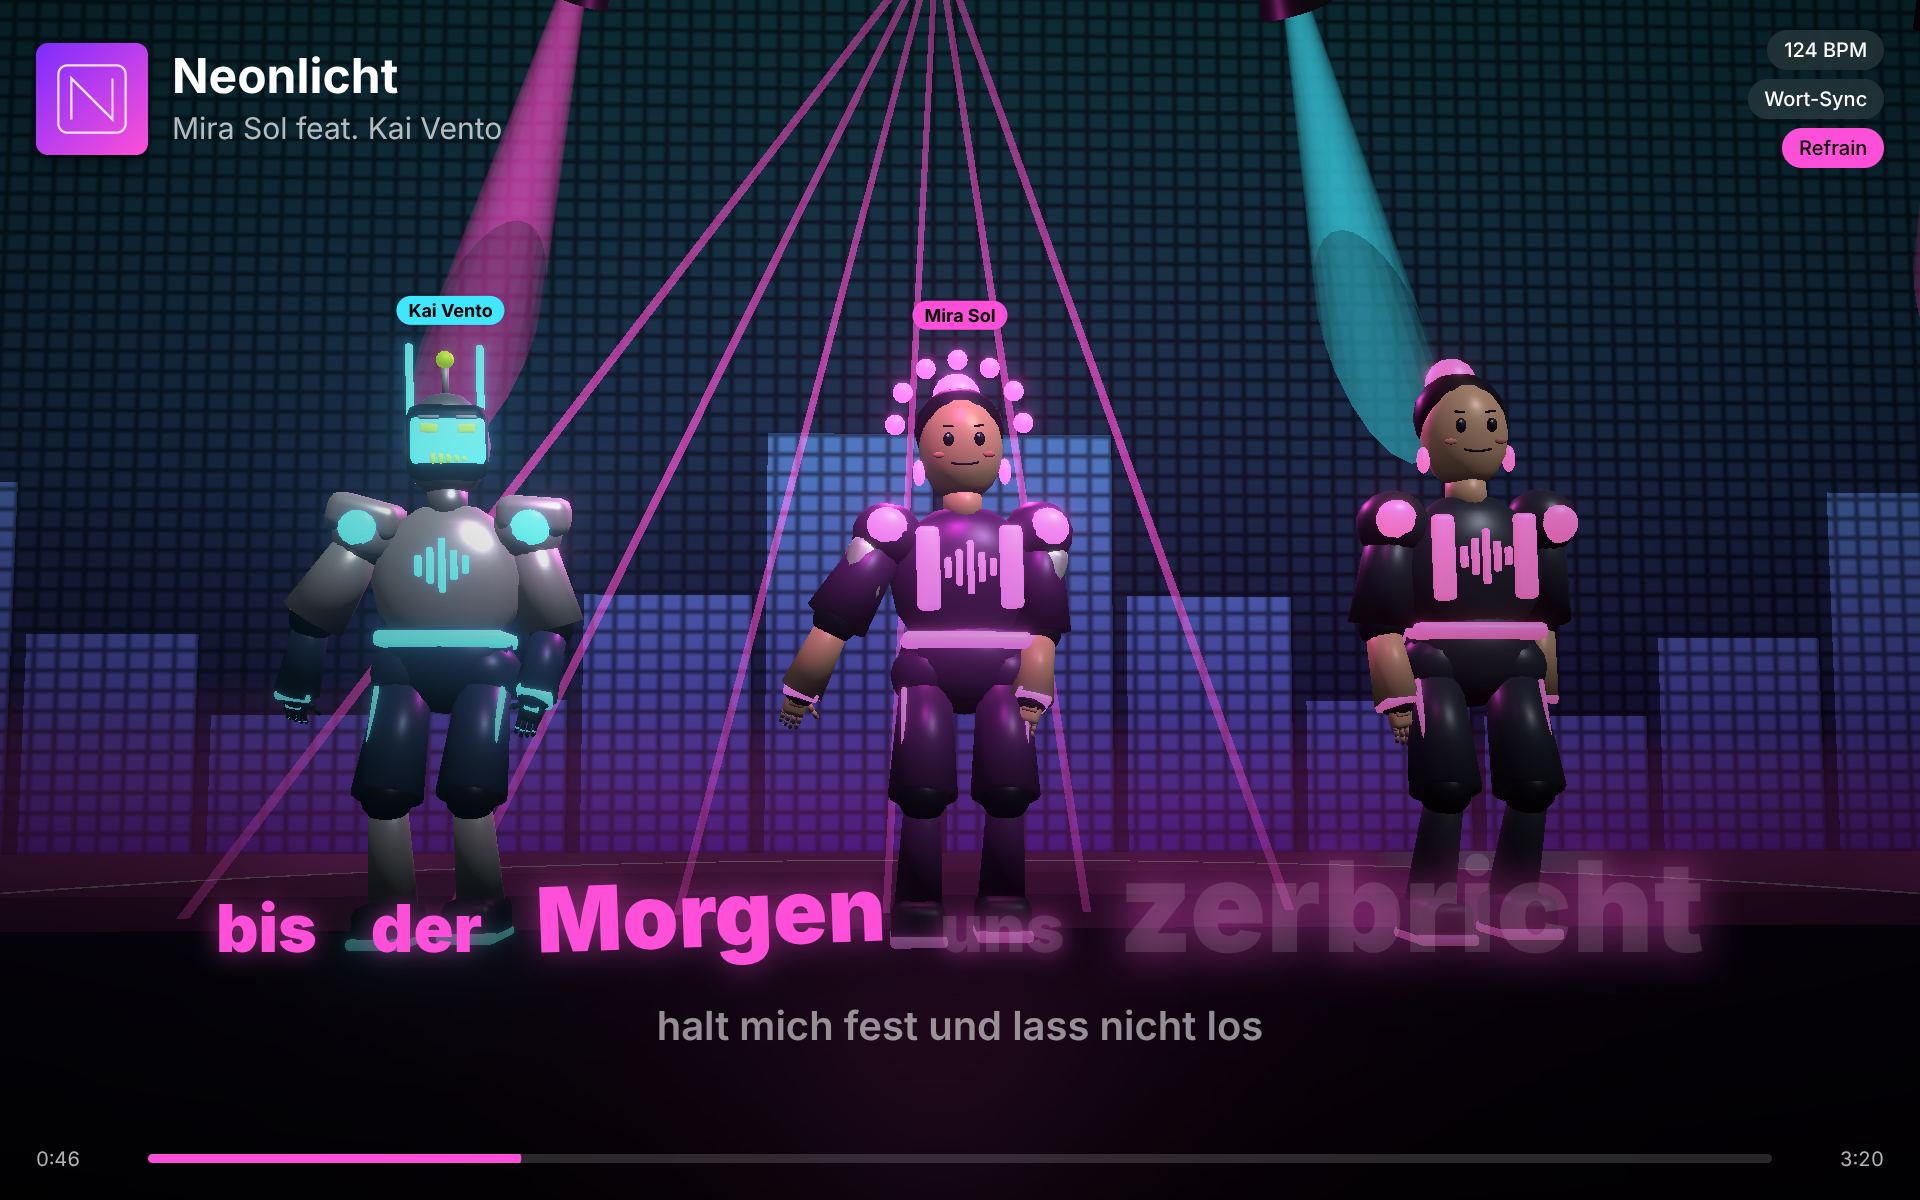 N
Neonlicht
Mira Sol feat. Kai Vento
124 BPM
Wort-Sync
Refrain
Kai Vento
Mira Sol
bis der Morgen uns zerbricht
halt mich fest und lass nicht los
0:46
3:20